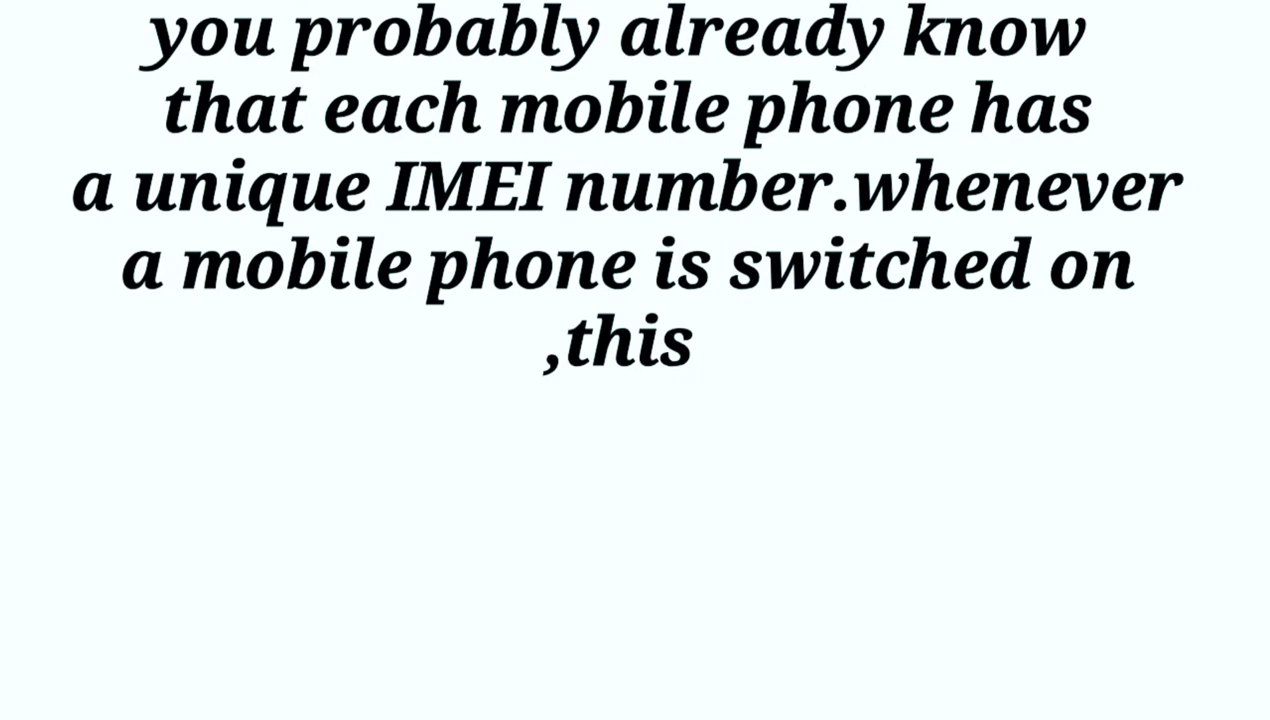 you probably already know
that each mobile phone has
a unique IMEI number.whenever
a mobile phone is switched on
,this